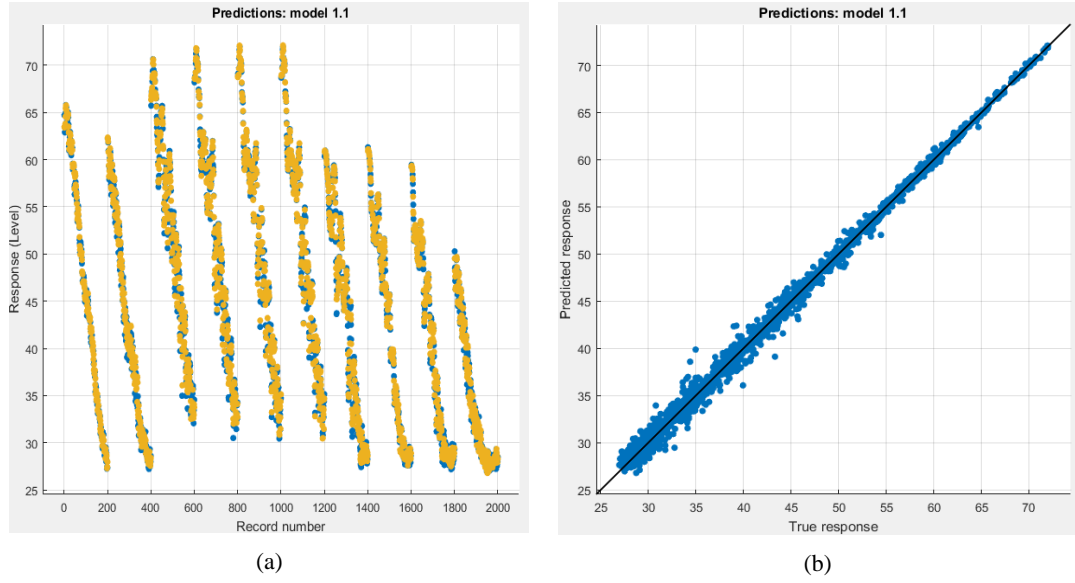 Predictions: model 1.1
Response (Level)
70
65
60
55
50
45
40
35
30
25
0 200 400 600 800 1000 1200 1400 1600 1800 2000
Record number
(a)
Predictions: model 1.1
Predicted response
70
65
60
55
50
45
40
35
30
25
25 30 35 40 45 50 55 60 65 70
True response
(b)